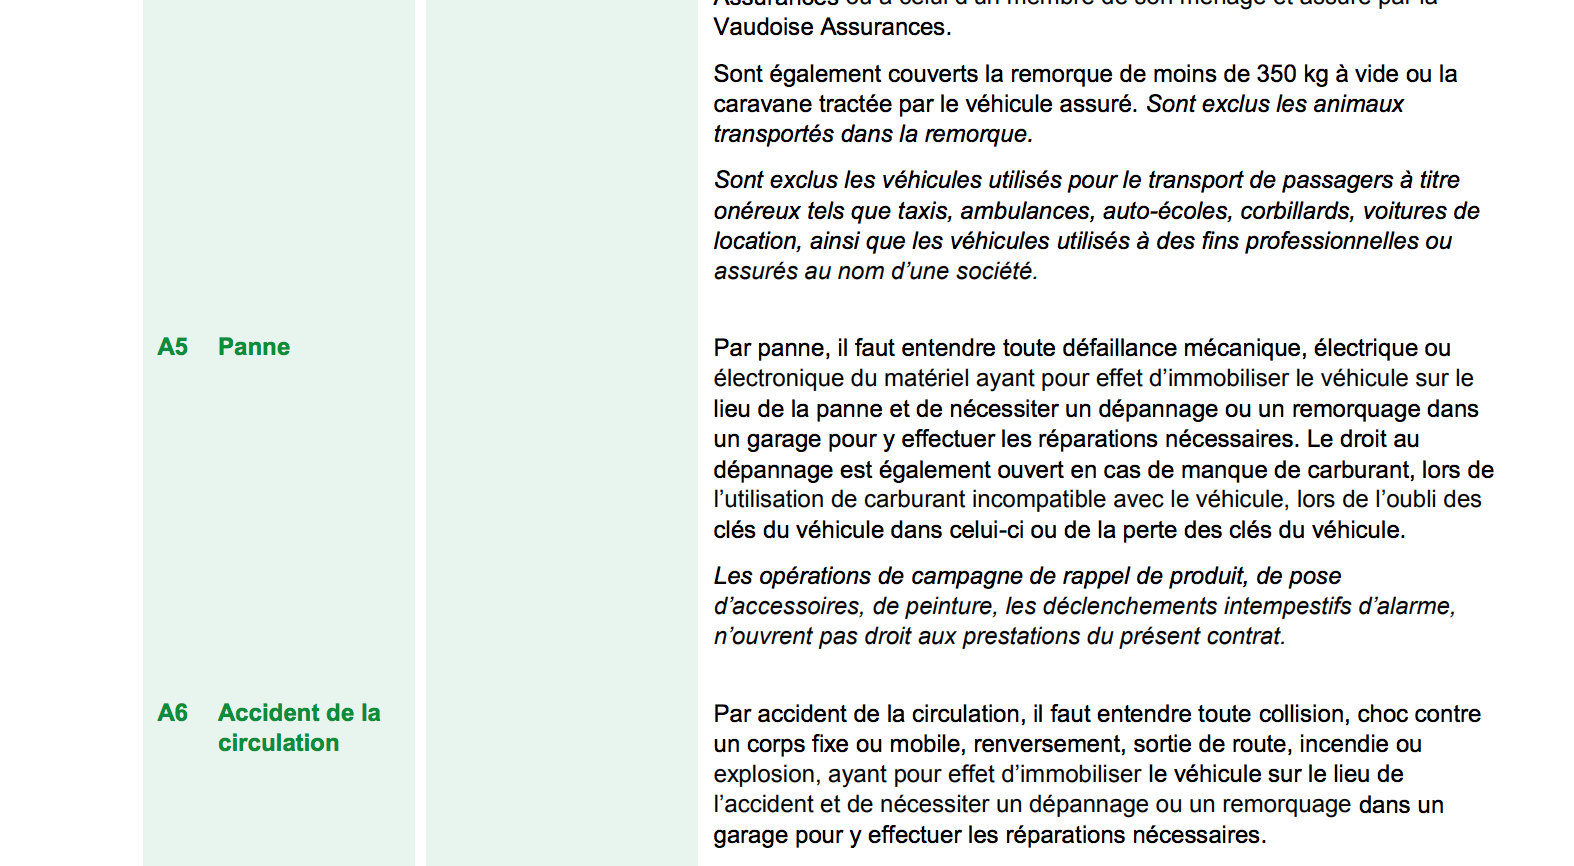 Assurances ou à celui d'un membre de son ménage et assuré par la
Vaudoise Assurances.
Sont également couverts la remorque de moins de 350 kg à vide ou la
caravane tractée par le véhicule assuré. Sont exclus les animaux
transportés dans la remorque.
Sont exclus les véhicules utilisés pour le transport de passagers à titre
onéreux tels que taxis, ambulances, auto-écoles, corbillards, voitures de
location, ainsi que les véhicules utilisés à des fins professionnelles ou
assurés au nom d’une société.
A5 Panne
Par panne, il faut entendre toute défaillance mécanique, électrique ou
électronique du matériel ayant pour effet d’immobiliser le véhicule sur le
lieu de la panne et de nécessiter un dépannage ou un remorquage dans
un garage pour y effectuer les réparations nécessaires. Le droit au
dépannage est également ouvert en cas de manque de carburant, lors de
l’utilisation de carburant incompatible avec le véhicule, lors de l’oubli des
clés du véhicule dans celui-ci ou de la perte des clés du véhicule.
Les opérations de campagne de rappel de produit, de pose
d’accessoires, de peinture, les déclenchements intempestifs d’alarme,
n’ouvrent pas droit aux prestations du présent contrat.
A6 Accident de la
circulation
Par accident de la circulation, il faut entendre toute collision, choc contre
un corps fixe ou mobile, renversement, sortie de route, incendie ou
explosion, ayant pour effet d’immobiliser le véhicule sur le lieu de
l’accident et de nécessiter un dépannage ou un remorquage dans un
garage pour y effectuer les réparations nécessaires.